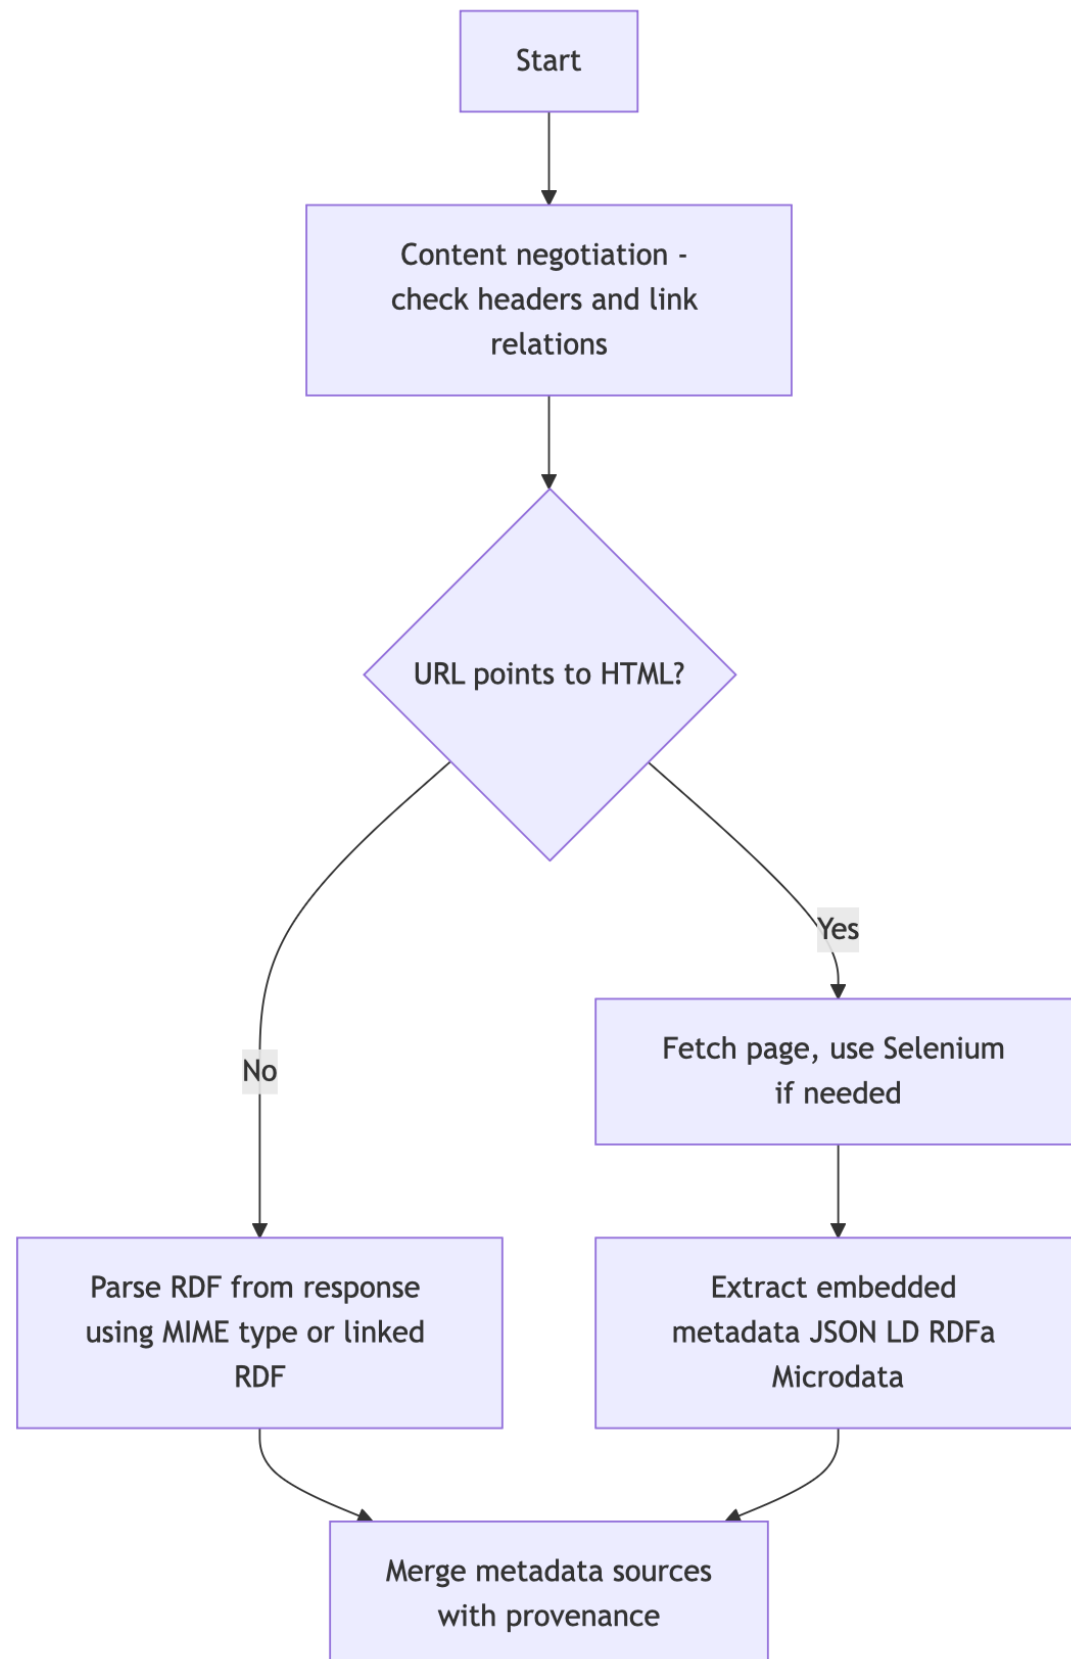 Start
Content negotiation -
check headers and link
relations
URL points to HTML?
Yes
No
Fetch page, use Selenium
if needed
Parse RDF from response
using MIME type or linked
RDF
Extract embedded
metadata JSON LD RDFa
Microdata
Merge metadata sources
with provenance